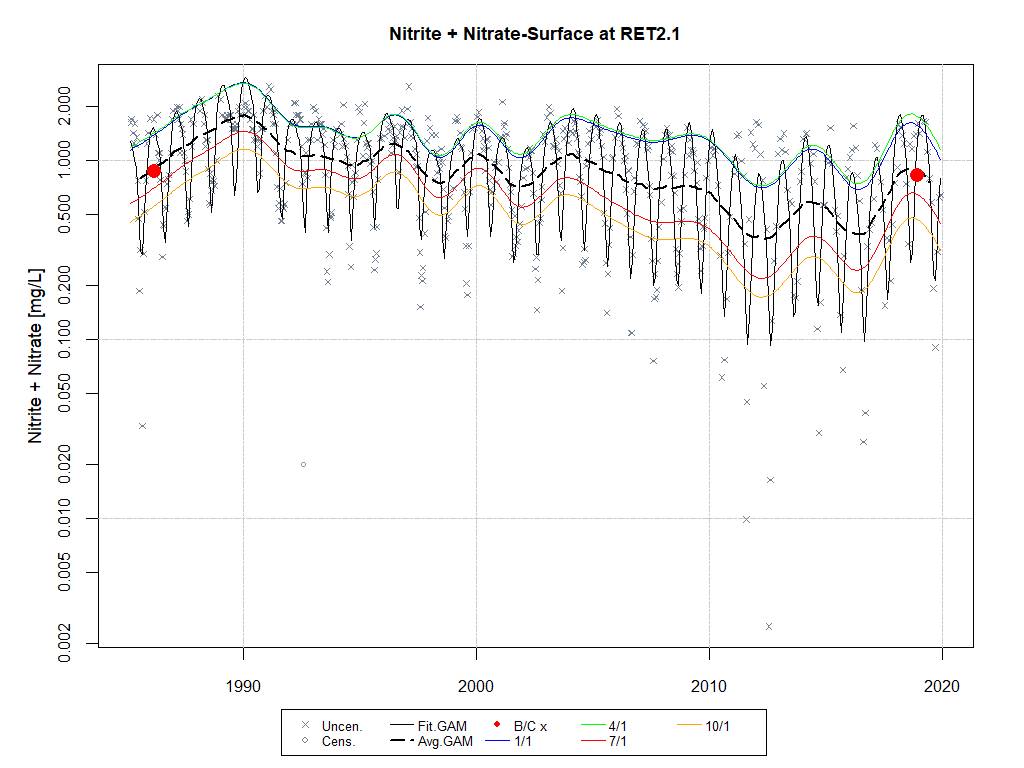 Nitrite + Nitrate-Surface at RET2.1
Nitrite + Nitrate [mg/L]
2.000
1.000
0.500
0.200
0.100
0.050
0.020
0.010
0.005
0.002
1990 2000 2010 2020
Uncen. Fit.GAM B/C x 4/1 10/1
Cens. Avg.GAM 1/1 7/1